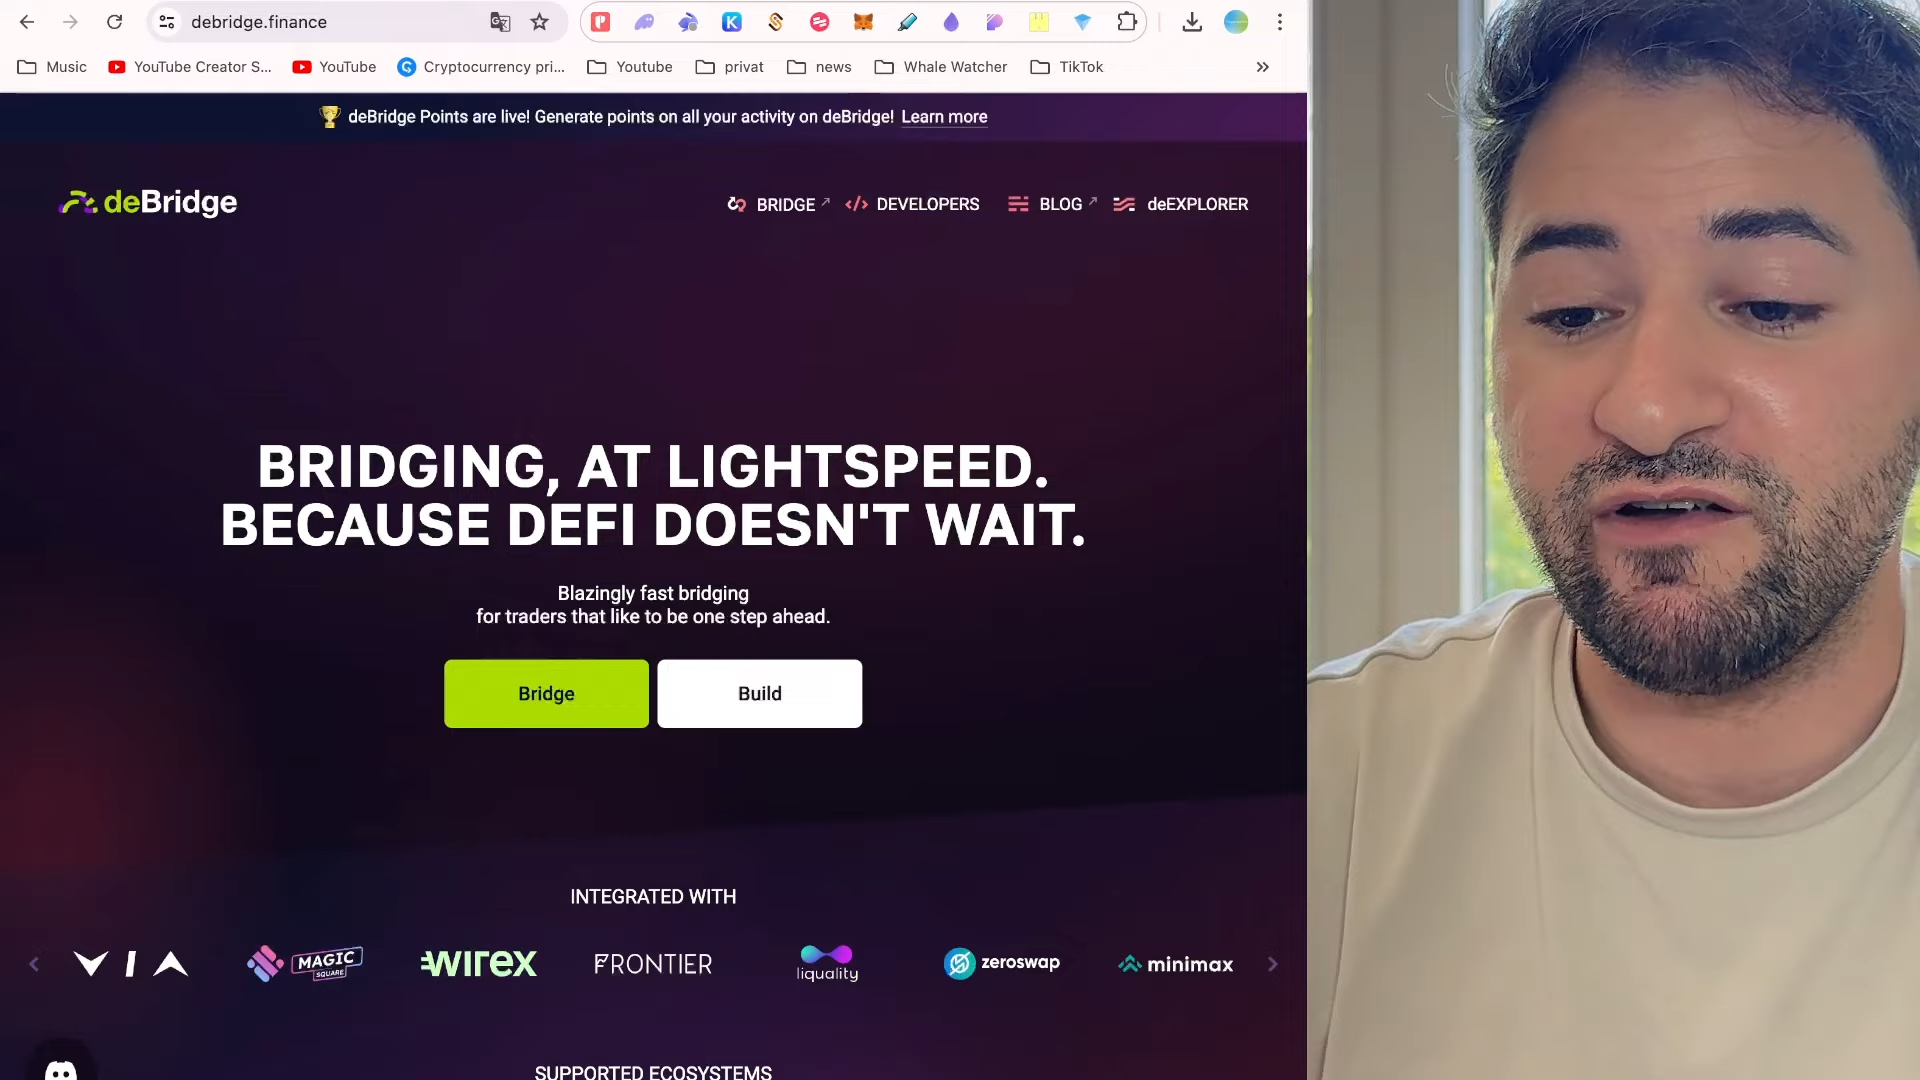 debridge.finance
Music
YouTube Creator S...
YouTube
Cryptocurrency pri...
Youtube
privat
news
Whale Watcher
TikTok
deBridge Points are live! Generate points on all your activity on deBridge! Learn more
deBridge
BRIDGE
DEVELOPERS
BLOG
deEXPLORER
BRIDGING, AT LIGHTSPEED.
BECAUSE DEFI DOESN'T WAIT.
Blazingly fast bridging
for traders that like to be one step ahead.
Bridge
Build
INTEGRATED WITH
VIA
MAGIC
SQUARE
wirex
FRONTIER
liquality
zeroswap
minimax
SUPPORTED ECOSYSTEMS